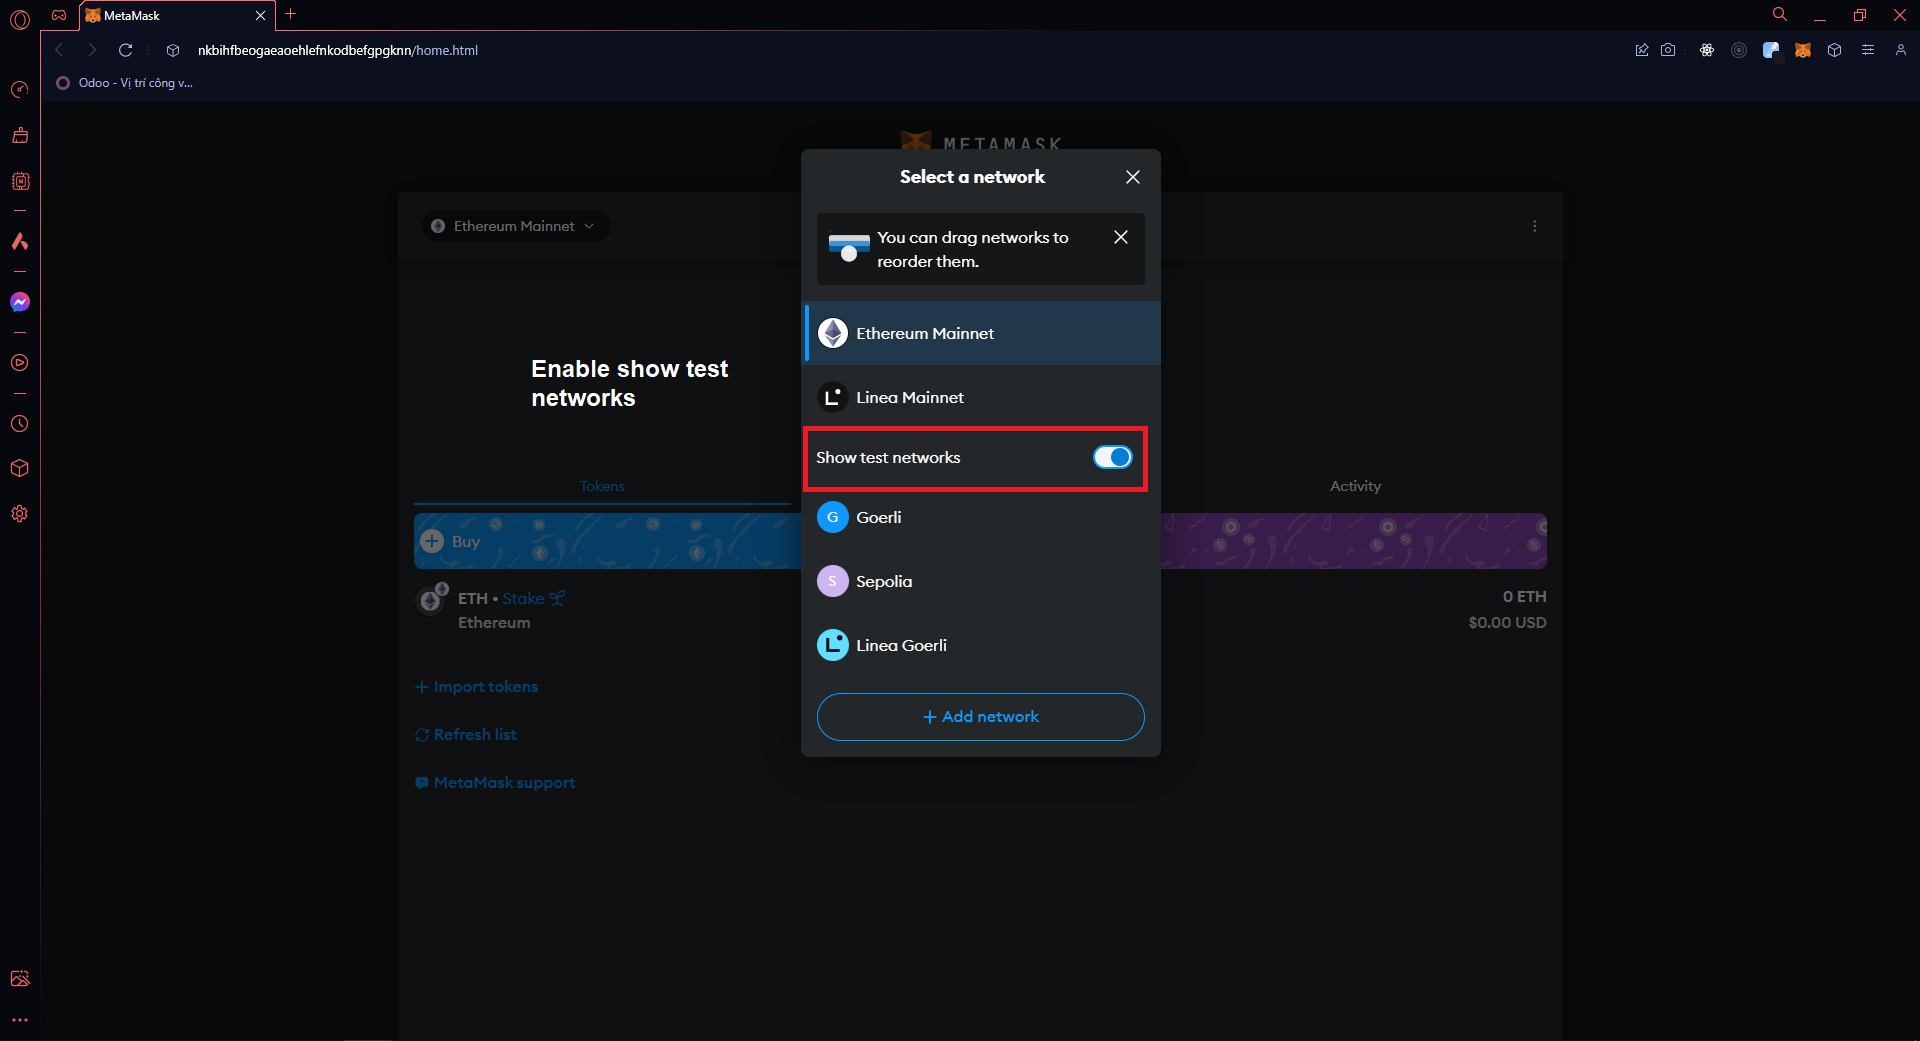 MetaMask
nkbihfbeogaeaoehlefnkodbefgpgknn/home.html
Odoo - Vị trí công v...
METAMASK
Select a network
Ethereum Mainnet
You can drag networks to
reorder them.
Ethereum Mainnet
Enable show test
networks
Linea Mainnet
Show test networks
Tokens
Activity
G Goerli
Buy
S Sepolia
ETH • Stake
0 ETH
Ethereum
$0.00 USD
L Linea Goerli
+ Import tokens
+ Add network
Refresh list
MetaMask support